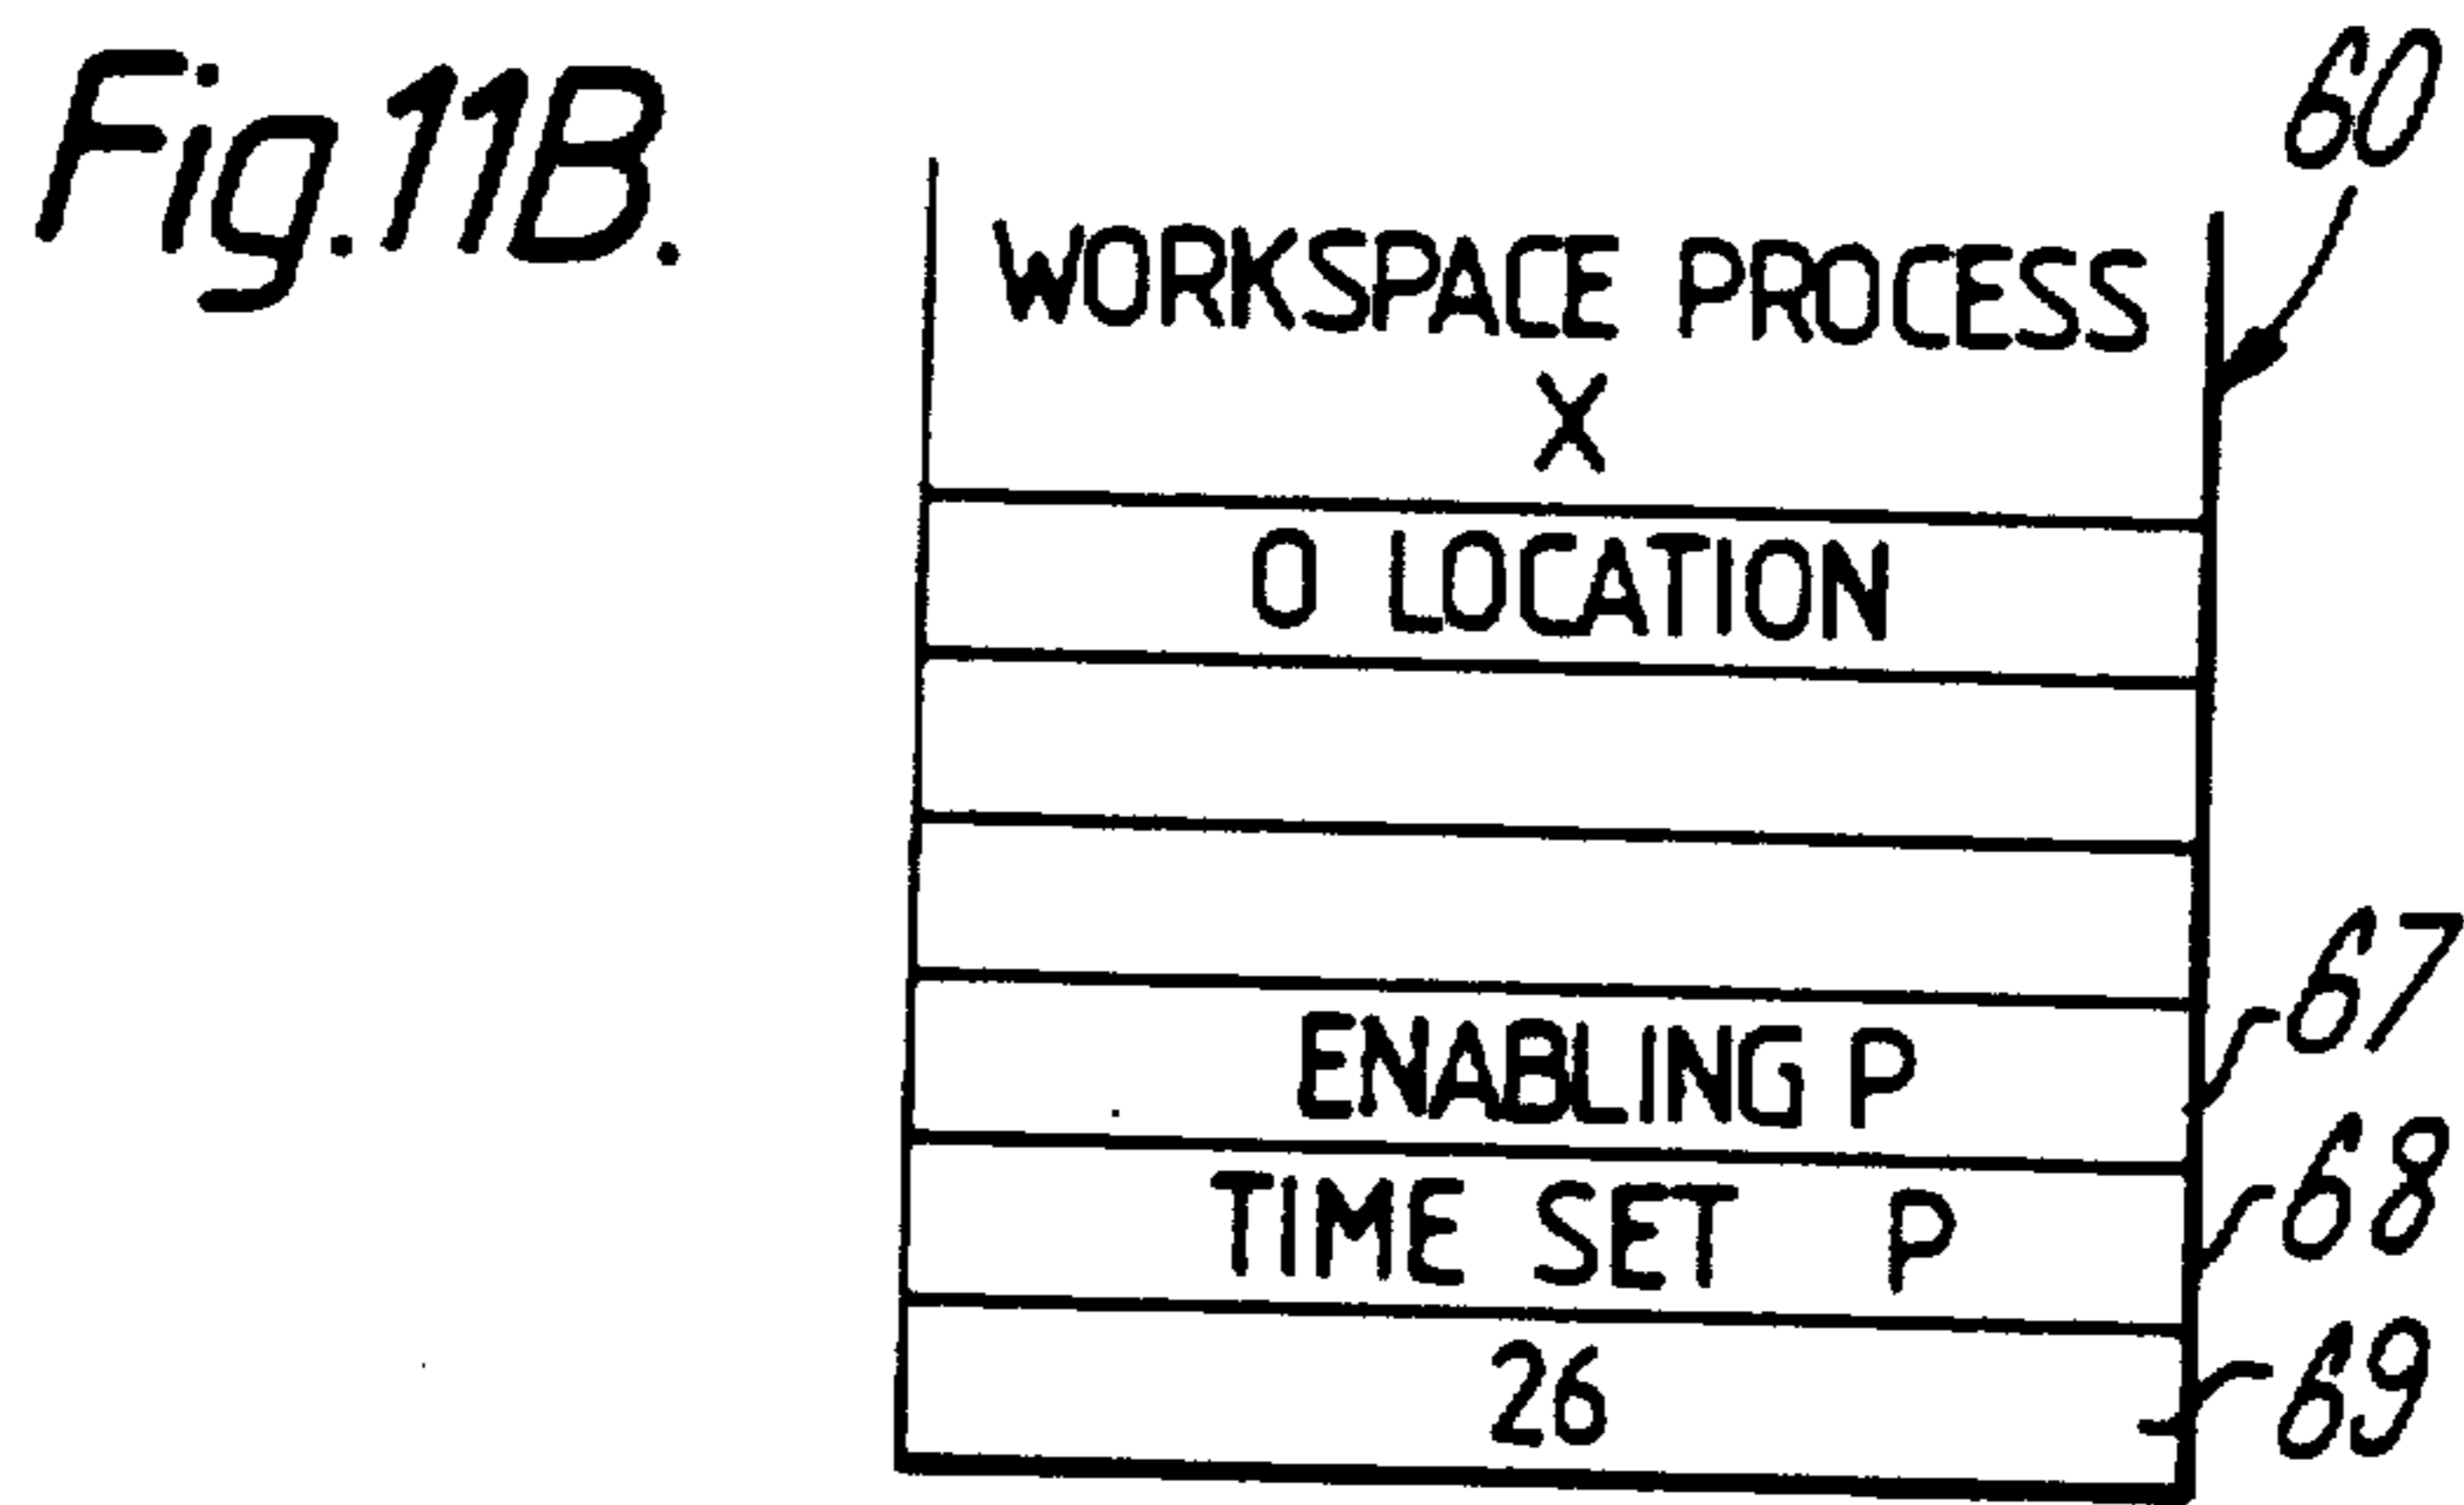 Fig.11B.
60
WORKSPACE PROCESS
X
0 LOCATION
ENABLING P
67
TIME SET P
68
26
69